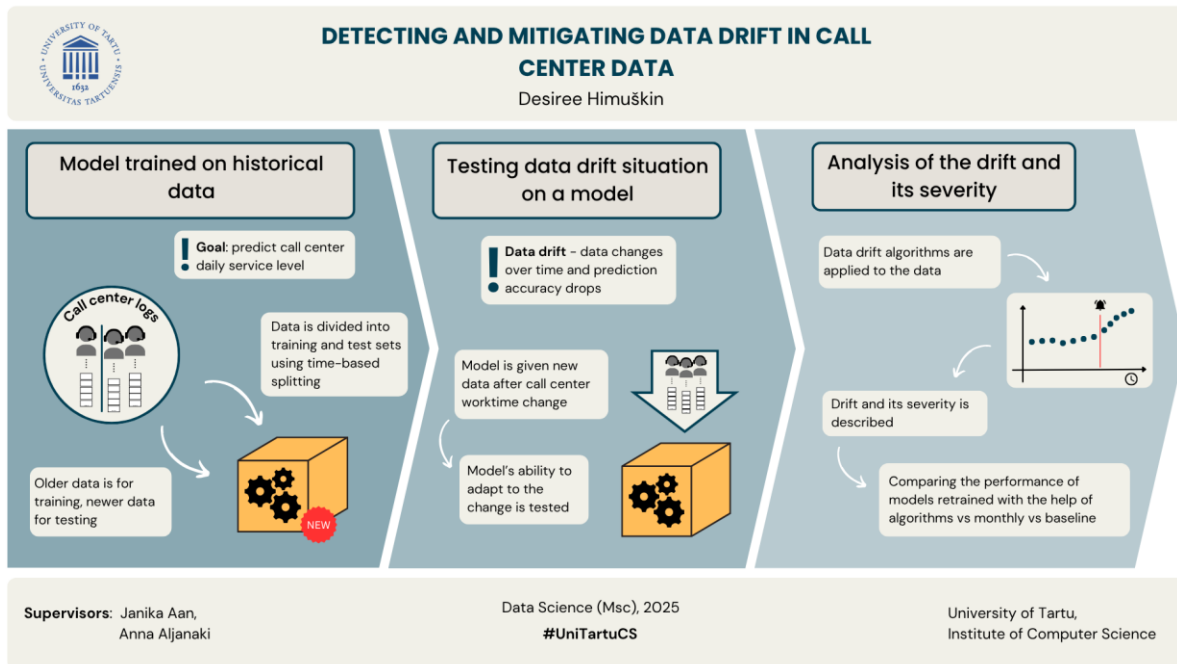 UNIVERSITY OF TARTU
UNIVERSITAS TARTUENSIS
1632
DETECTING AND MITIGATING DATA DRIFT IN CALL
CENTER DATA
Desiree Himuškin
Model trained on historical
data
! Goal: predict call center
daily service level
Call center logs
Data is divided into
training and test sets
using time-based
splitting
Older data is for
training, newer data
for testing
NEW
Testing data drift situation
on a model
! Data drift - data changes
over time and prediction
accuracy drops
Model is given new
data after call center
worktime change
Model's ability to
adapt to the
change is tested
Analysis of the drift and
its severity
Data drift algorithms are
applied to the data
Drift and its severity is
described
Comparing the performance of
models retrained with the help of
algorithms vs monthly vs baseline
Supervisors: Janika Aan,
Anna Aljanaki
Data Science (Msc), 2025
#UniTartuCS
University of Tartu,
Institute of Computer Science